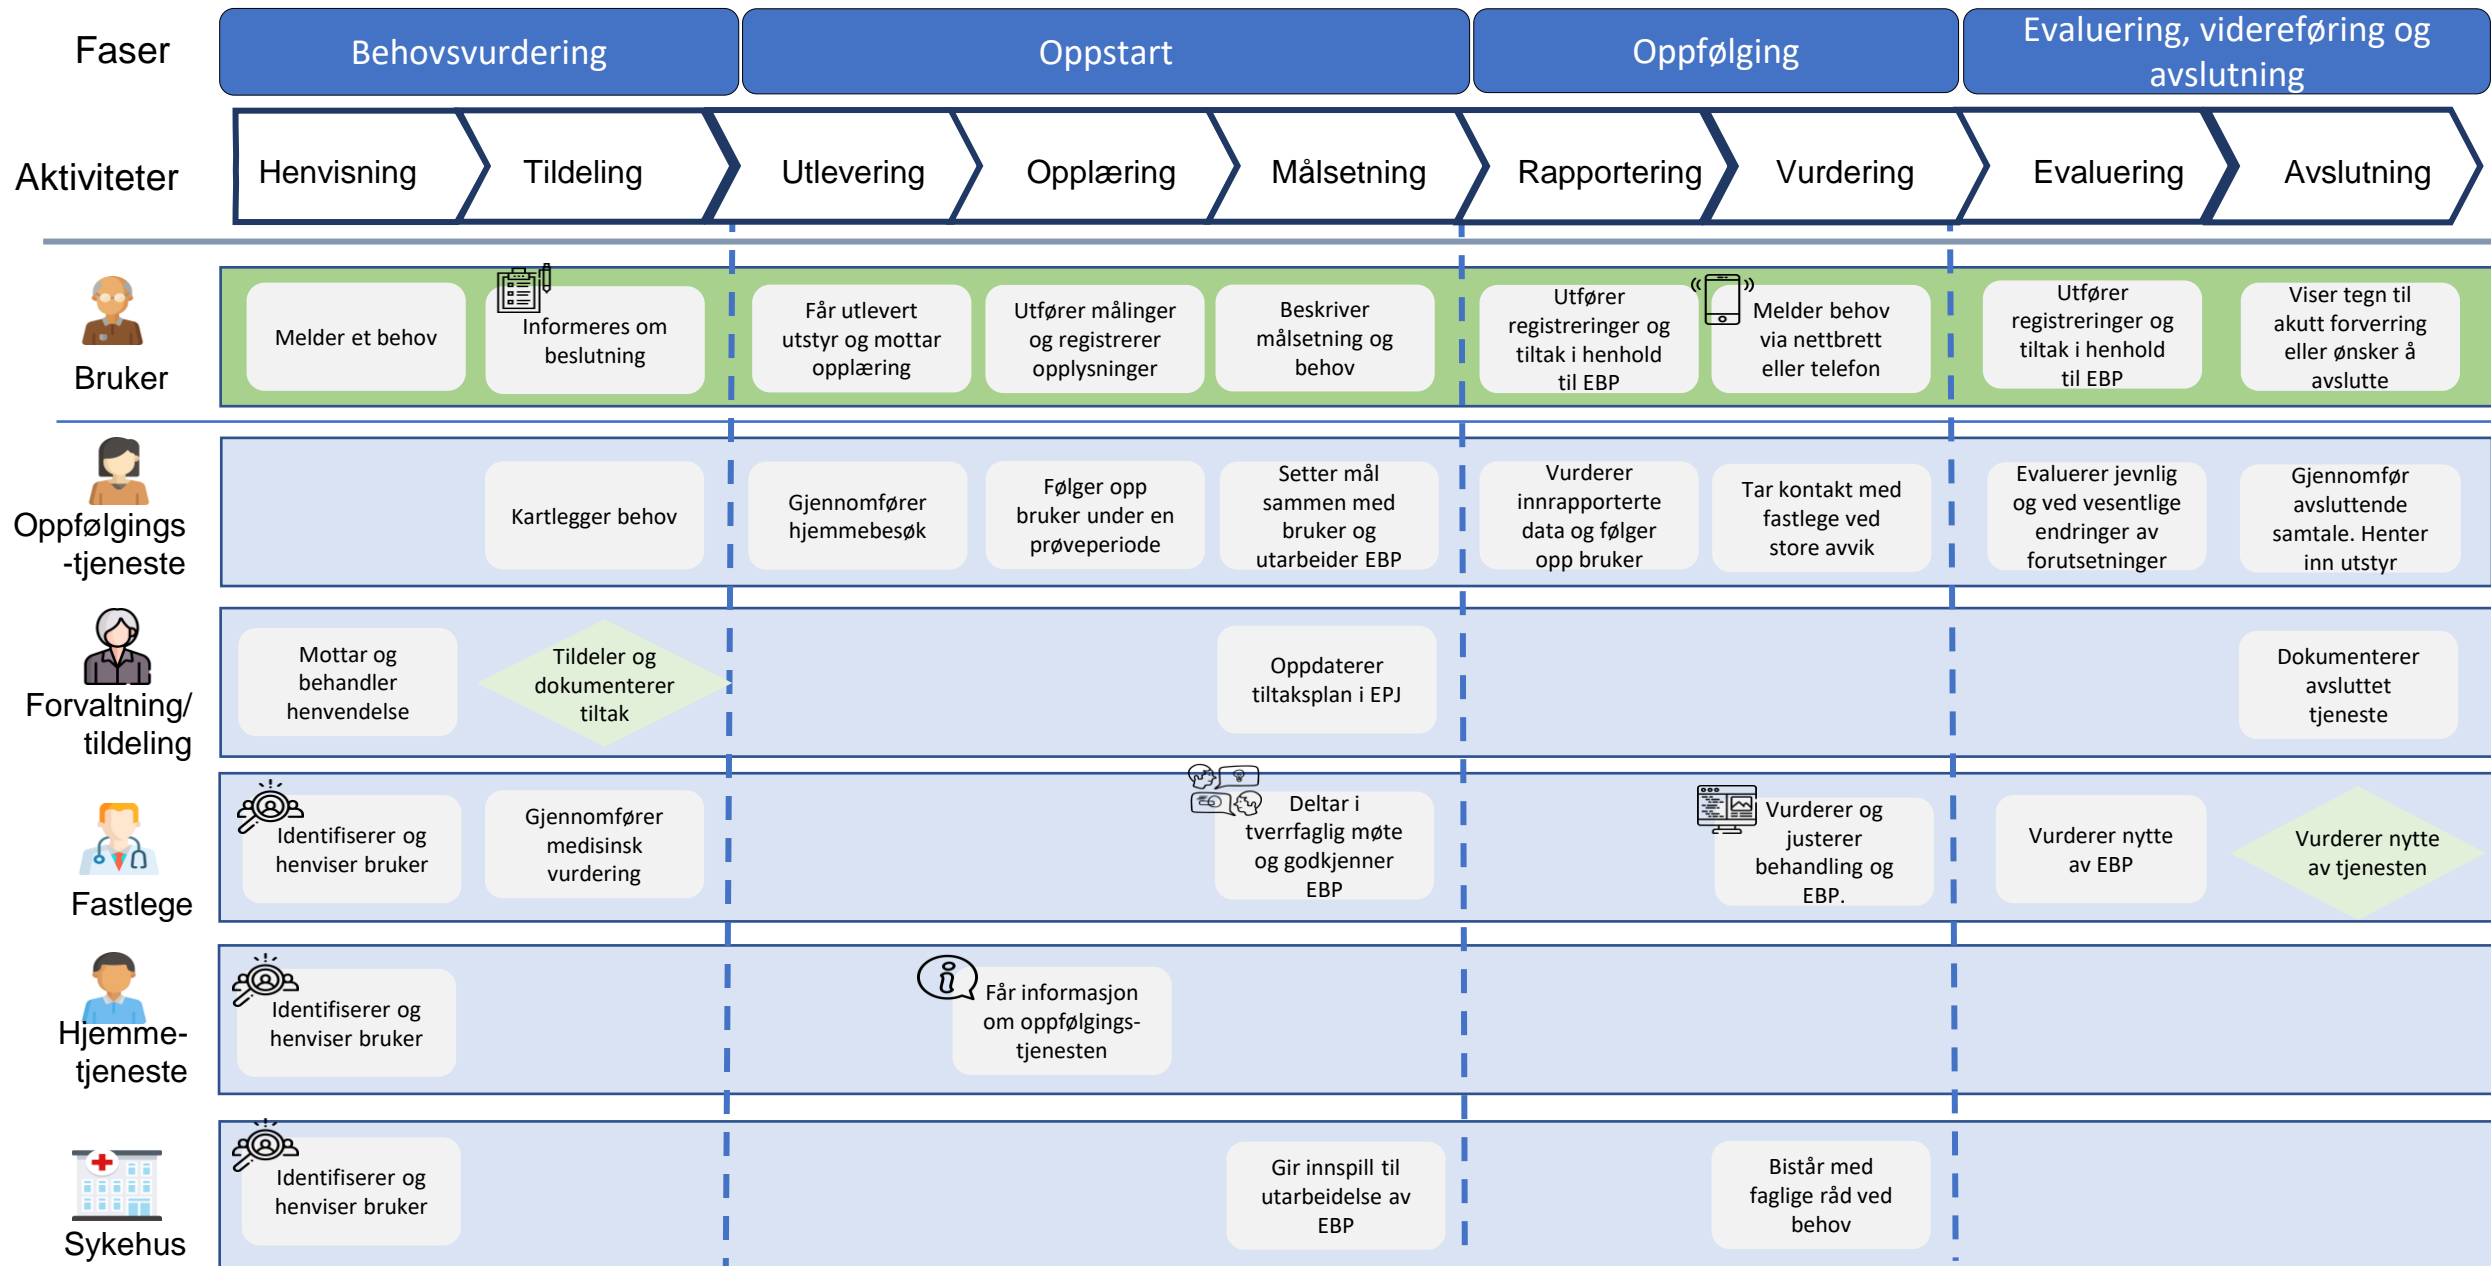 Faser
Behovsvurdering
Oppstart
Oppfølging
Evaluering, videreføring og
avslutning
Aktiviteter
Henvisning
Tildeling
Utlevering
Opplæring
Målsetning
Rapportering
Vurdering
Evaluering
Avslutning
Bruker
Melder et behov
Informeres om
beslutning
Får utlevert
utstyr og mottar
opplæring
Utfører målinger
og registrerer
opplysninger
Beskriver
målsetning og
behov
Utfører
registreringer og
tiltak i henhold
til EBP
Melder behov
via nettbrett
eller telefon
Utfører
registreringer og
tiltak i henhold
til EBP
Viser tegn til
akutt forverring
eller ønsker å
avslutte
Oppfølgings
-tjeneste
Kartlegger behov
Gjennomfører
hjemmebesøk
Følger opp
bruker under en
prøveperiode
Setter mål
sammen med
bruker og
utarbeider EBP
Vurderer
innrapporterte
data og følger
opp bruker
Tar kontakt med
fastlege ved
store avvik
Evaluerer jevnlig
og ved vesentlige
endringer av
forutsetninger
Gjennomfør
avsluttende
samtale. Henter
inn utstyr
Forvaltning/
tildeling
Mottar og
behandler
henvendelse
Tildeler og
dokumenterer
tiltak
Oppdaterer
tiltaksplan i EPJ
Dokumenterer
avsluttet
tjeneste
Fastlege
Identifiserer og
henviser bruker
Gjennomfører
medisinsk
vurdering
Deltar i
tverrfaglig møte
og godkjenner
EBP
Vurderer og
justerer
behandling og
EBP.
Vurderer nytte
av EBP
Vurderer nytte
av tjenesten
Hjemme-
tjeneste
Identifiserer og
henviser bruker
Får informasjon
om oppfølgings-
tjenesten
Sykehus
Identifiserer og
henviser bruker
Gir innspill til
utarbeidelse av
EBP
Bistår med
faglige råd ved
behov